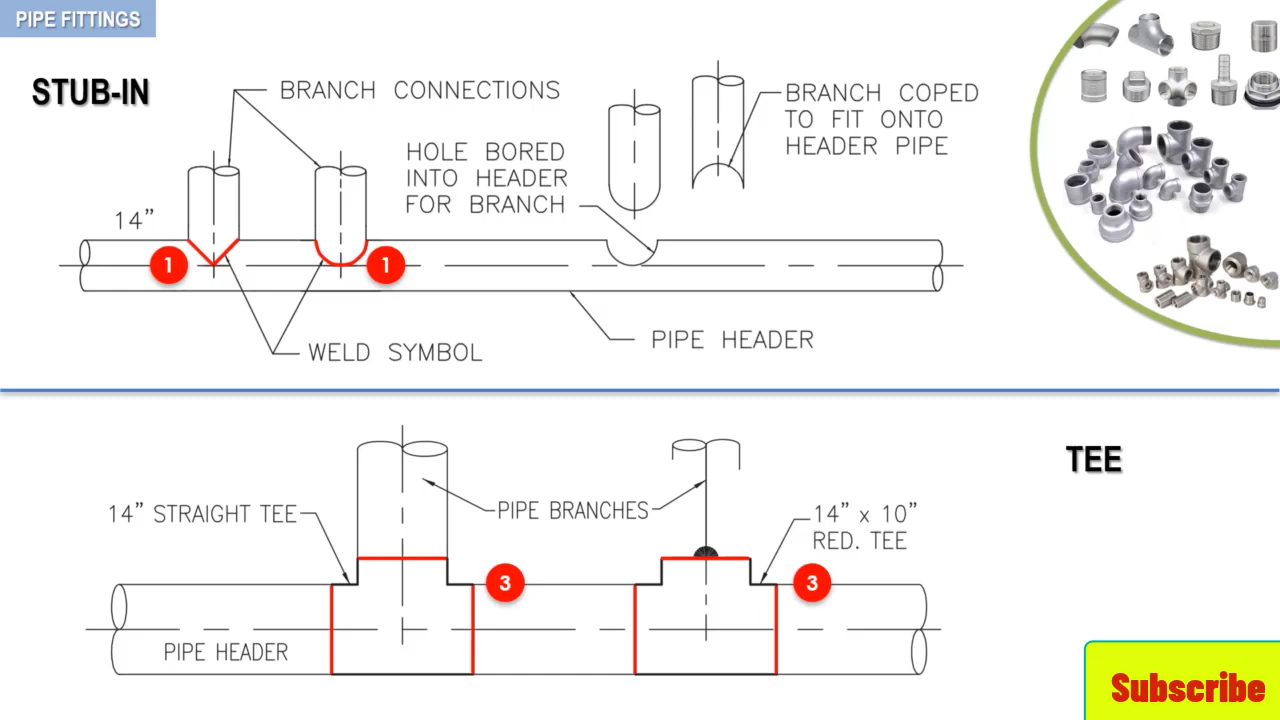 PIPE FITTINGS
STUB-IN
BRANCH CONNECTIONS
BRANCH COPED
TO FIT ONTO
HEADER PIPE
HOLE BORED
INTO HEADER
FOR BRANCH
14”
1
1
PIPE HEADER
WELD SYMBOL
TEE
14” STRAIGHT TEE
PIPE BRANCHES
14” x 10”
RED. TEE
3
3
PIPE HEADER
Subscribe